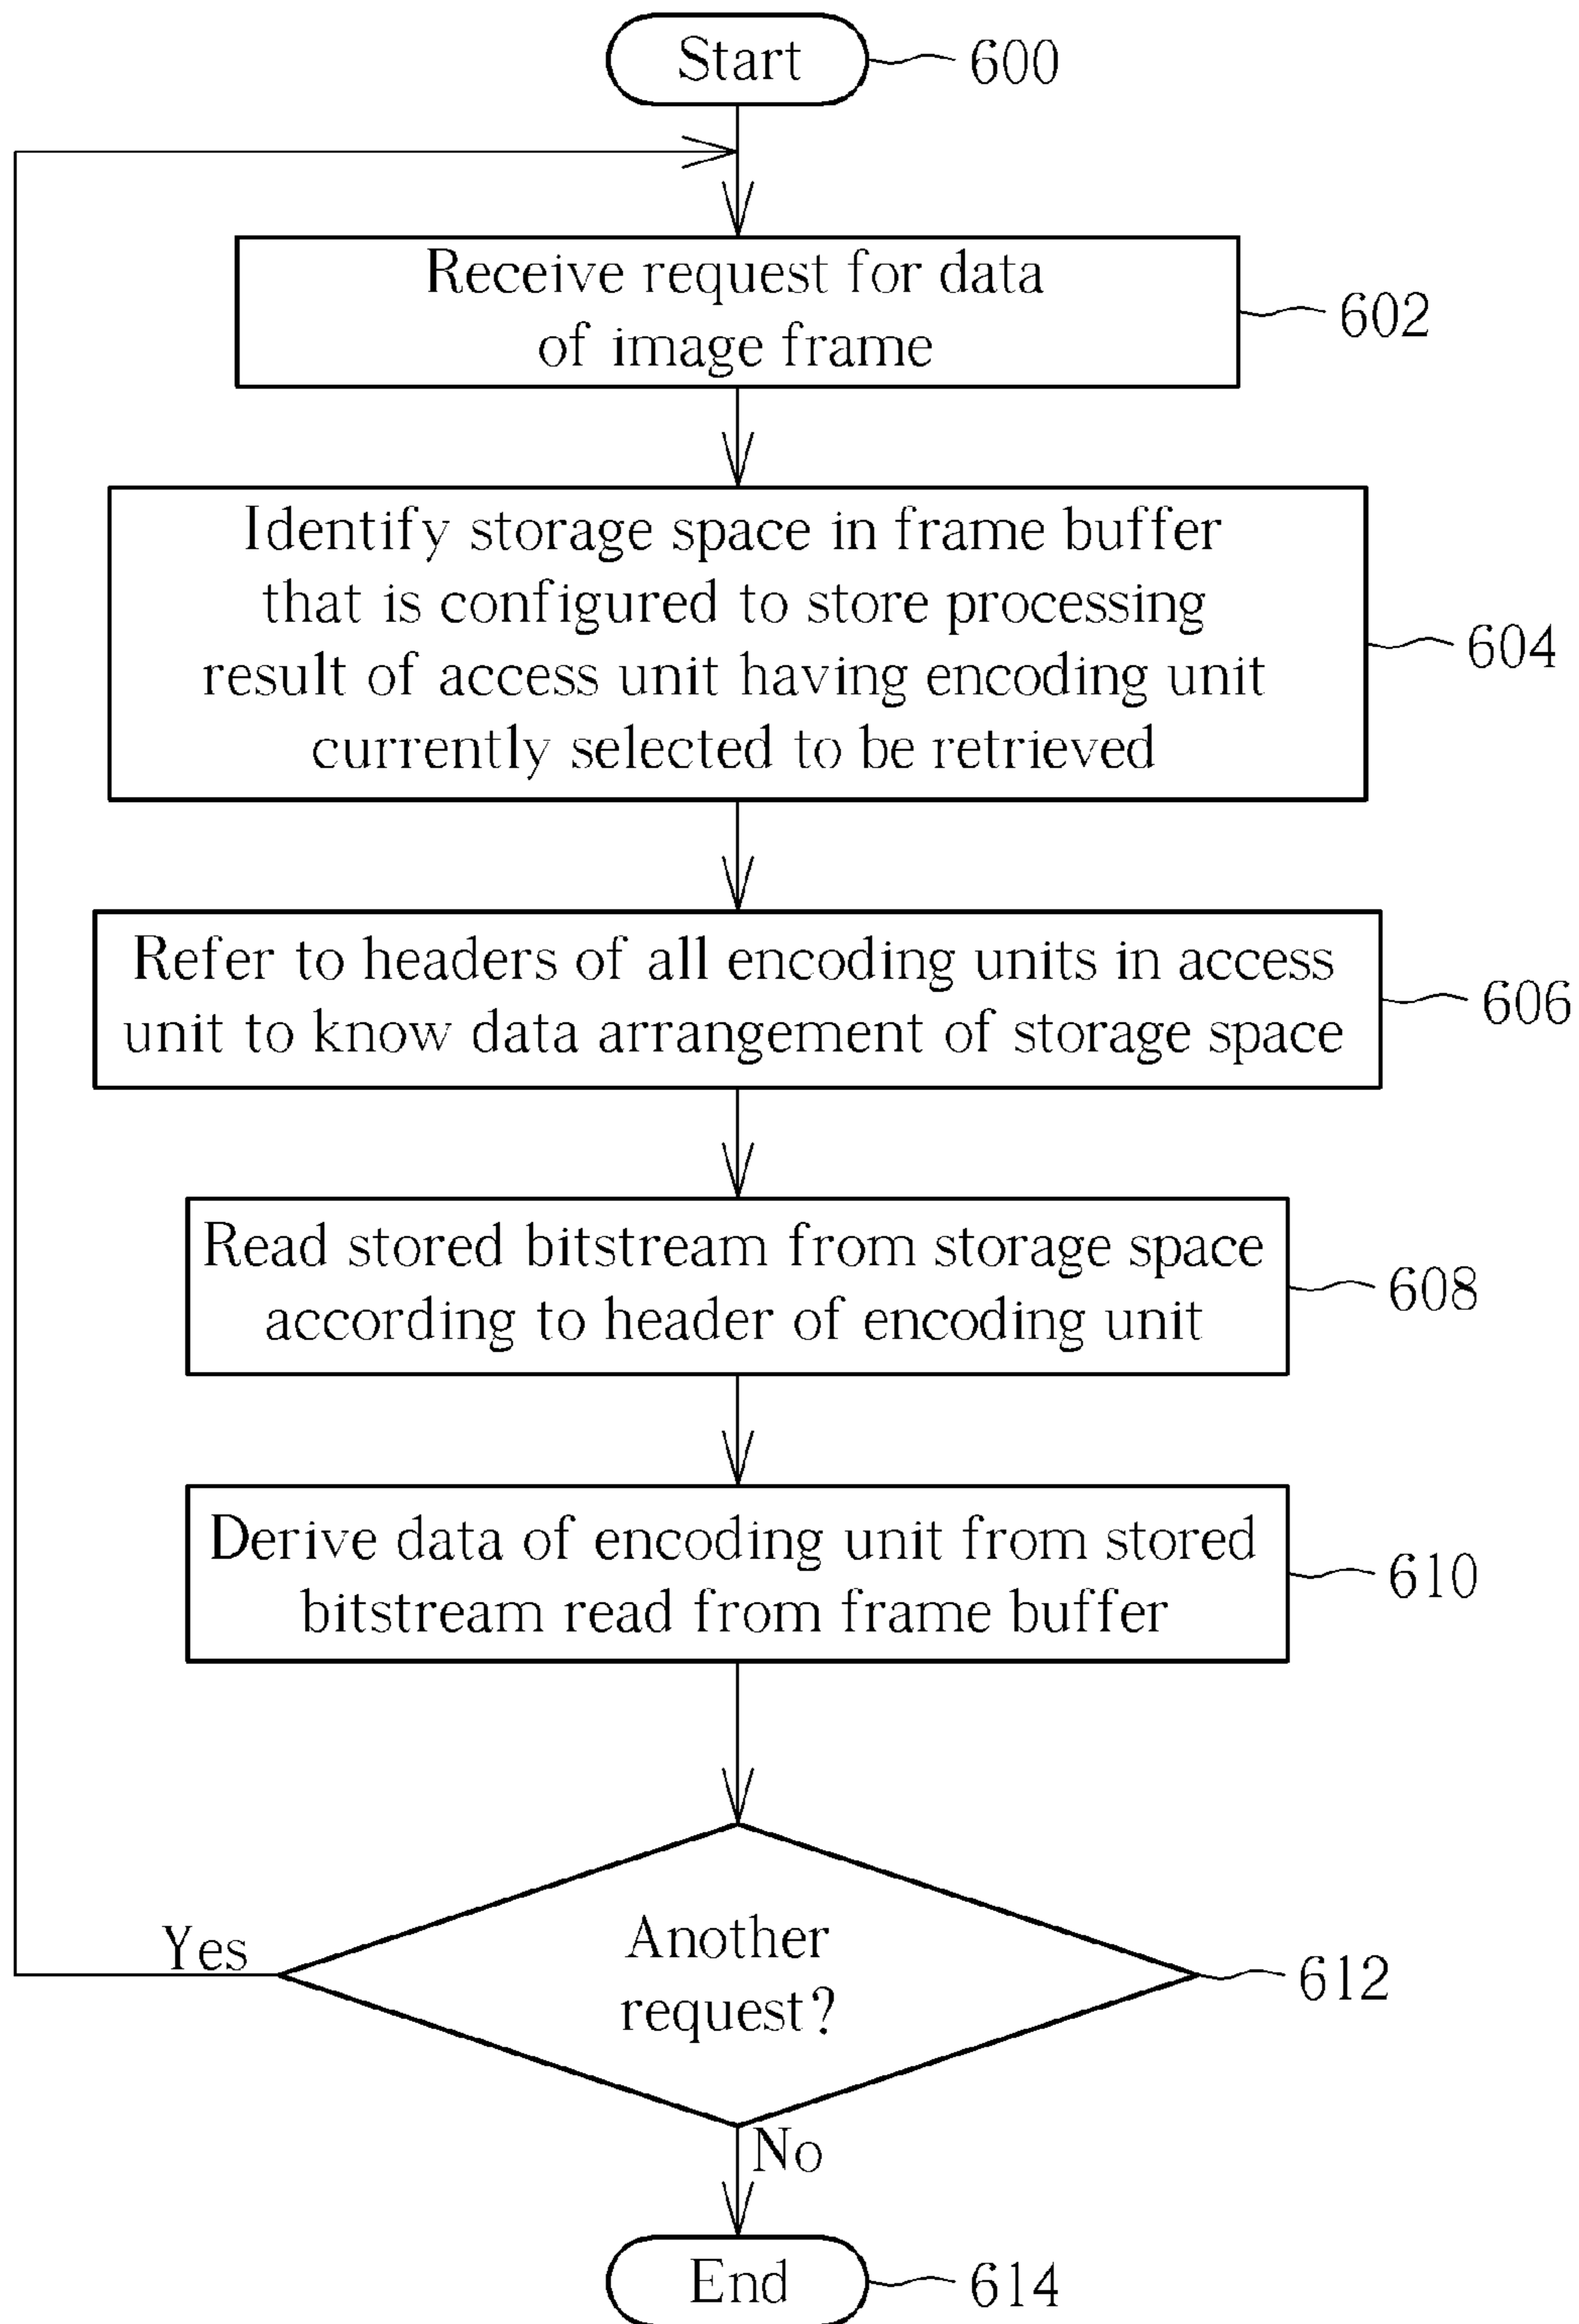 Start
600
Receive request for data
of image frame
602
Identify storage space in frame buffer
that is configured to store processing
result of access unit having encoding unit
currently selected to be retrieved
604
Refer to headers of all encoding units in access
unit to know data arrangement of storage space
606
Read stored bitstream from storage space
according to header of encoding unit
608
Derive data of encoding unit from stored
bitstream read from frame buffer
610
Another
request?
Yes
612
No
End
614